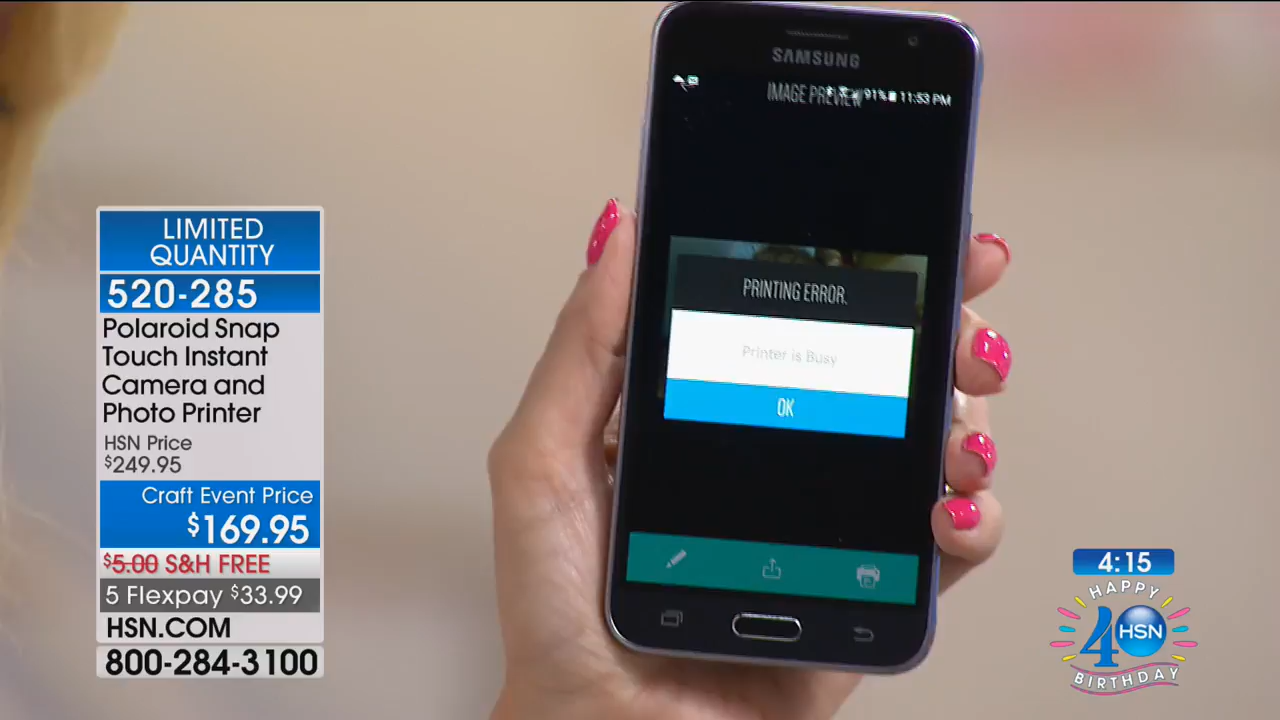 LIMITED
QUANTITY
520-285
Polaroid Snap
Touch Instant
Camera and
Photo Printer
HSN Price
$249.95
Craft Event Price
$169.95
$5.00 S&H FREE
5 Flexpay $33.99
HSN.COM
800-284-3100
SAMSUNG
IMAGE PREVIEW
91% 11:53 PM
PRINTING ERROR.
Printer is Busy
OK
4:15
HAPPY
40
HSN
BIRTHDAY